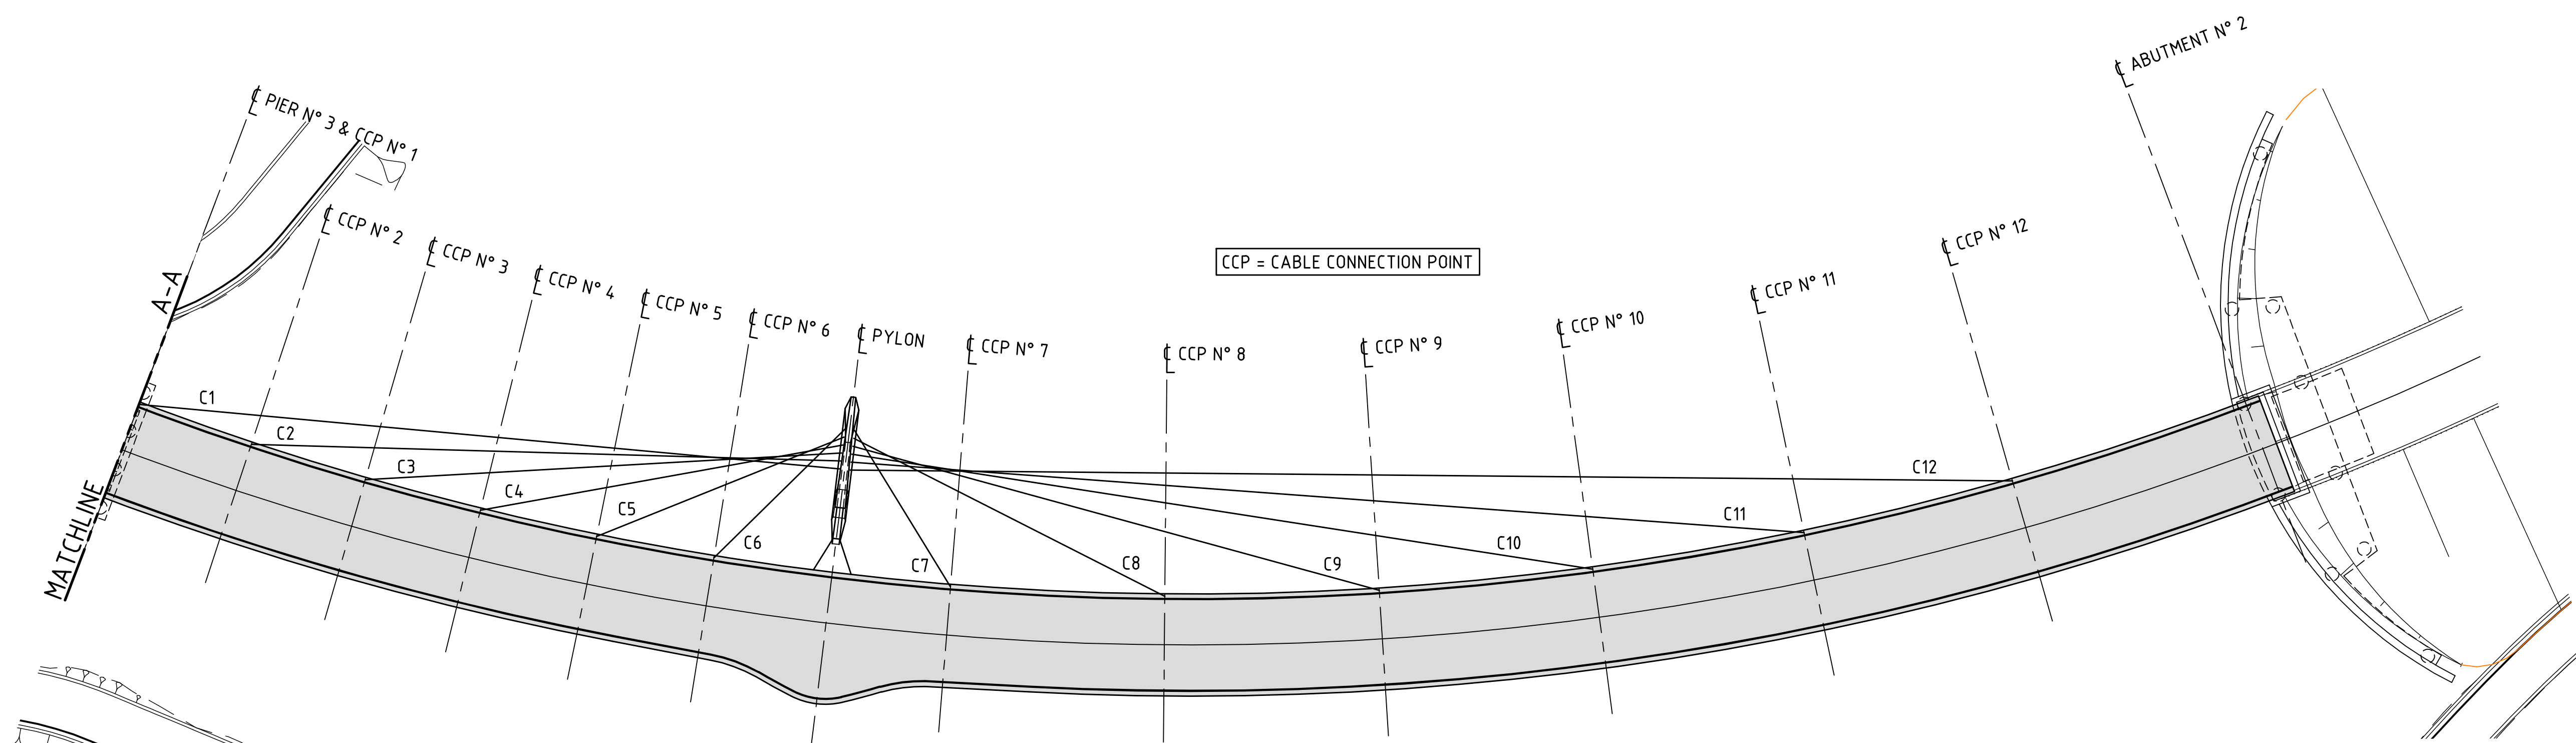 ℄ ABUTMENT N° 2
℄ PIER N° 3 & CCP N° 1
℄ CCP N° 2
℄ CCP N° 3
℄ CCP N° 4
℄ CCP N° 5
℄ CCP N° 6
℄ PYLON
℄ CCP N° 7
℄ CCP N° 8
℄ CCP N° 9
℄ CCP N° 10
℄ CCP N° 11
℄ CCP N° 12
CCP = CABLE CONNECTION POINT
A-A
MATCHLINE
C1
C2
C3
C4
C5
C6
C7
C8
C9
C10
C11
C12